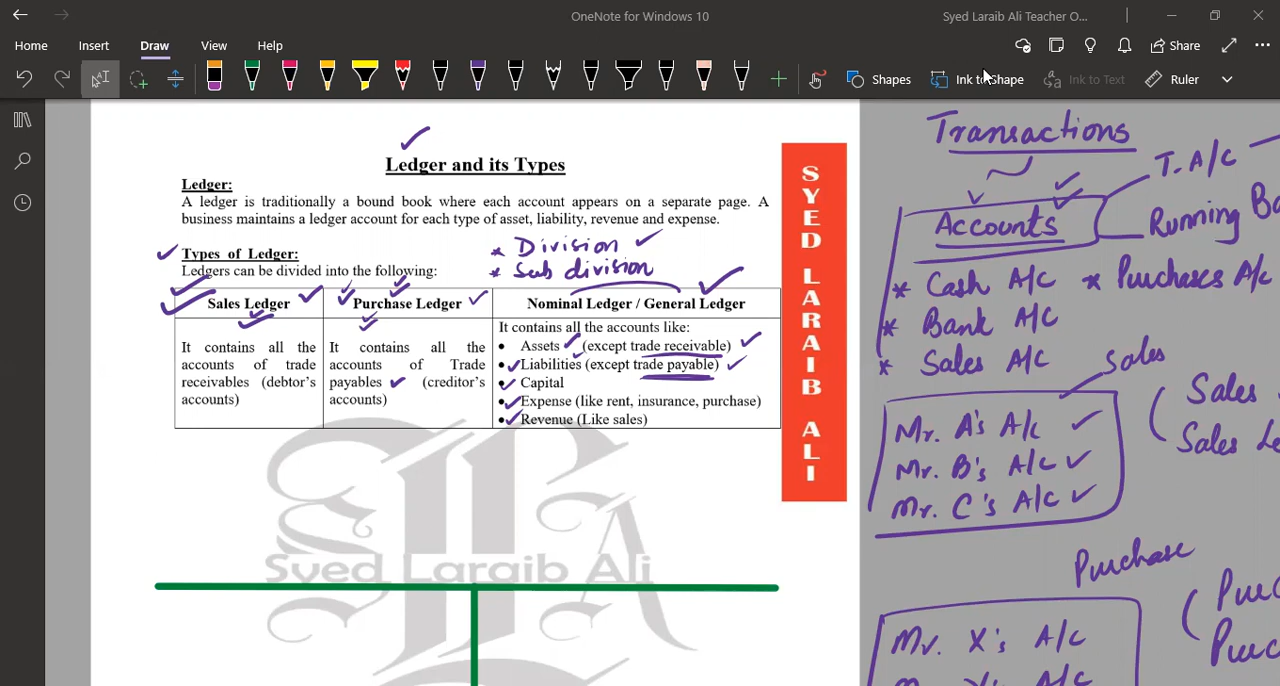 OneNote for Windows 10
Syed Laraib Ali Teacher O...
Home Insert Draw View Help
Share
Shapes
Ink to Shape
Ink to Text
Ruler
Ledger and its Types
Ledger:
A ledger is traditionally a bound book where each account appears on a separate page. A
business maintains a ledger account for each type of asset, liability, revenue and expense.
Types of Ledger:
Ledgers can be divided into the following:
* Division
* Sub division
Sales Ledger
It contains all the
accounts of trade
receivables (debtor's
accounts)
Purchase Ledger
It contains all the
accounts of Trade
payables (creditor's
accounts)
Nominal Ledger / General Ledger
It contains all the accounts like:
• Assets (except trade receivable)
• Liabilities (except trade payable)
• Capital
• Expense (like rent, insurance, purchase)
• Revenue (Like sales)
SYED LARAIB ALI
Syed Laraib Ali
Transactions
Accounts
T. A/C
Running Ba
* Cash A/C
* Purchases A/C
* Bank A/C
* Sales A/C
Sales
Mr. A's A/C
Mr. B's A/C
Mr. C's A/C
( Sales
Sales Le
Purchase
Mr. X's A/C
( Purc
Purc